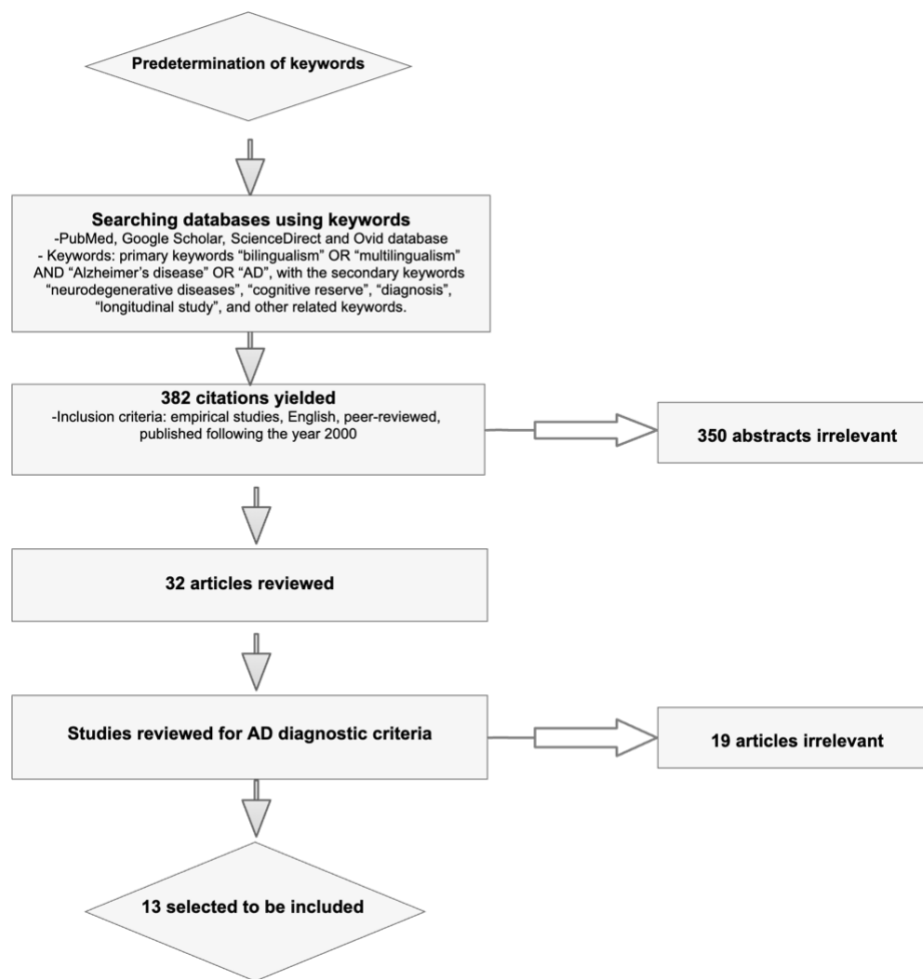 Predetermination of keywords
Searching databases using keywords
-PubMed, Google Scholar, ScienceDirect and Ovid database
- Keywords: primary keywords “bilingualism” OR “multilingualism”
AND “Alzheimer’s disease” OR “AD”, with the secondary keywords
“neurodegenerative diseases”, “cognitive reserve”, “diagnosis”,
“longitudinal study”, and other related keywords.
382 citations yielded
-Inclusion criteria: empirical studies, English, peer-reviewed,
published following the year 2000
350 abstracts irrelevant
32 articles reviewed
Studies reviewed for AD diagnostic criteria
19 articles irrelevant
13 selected to be included